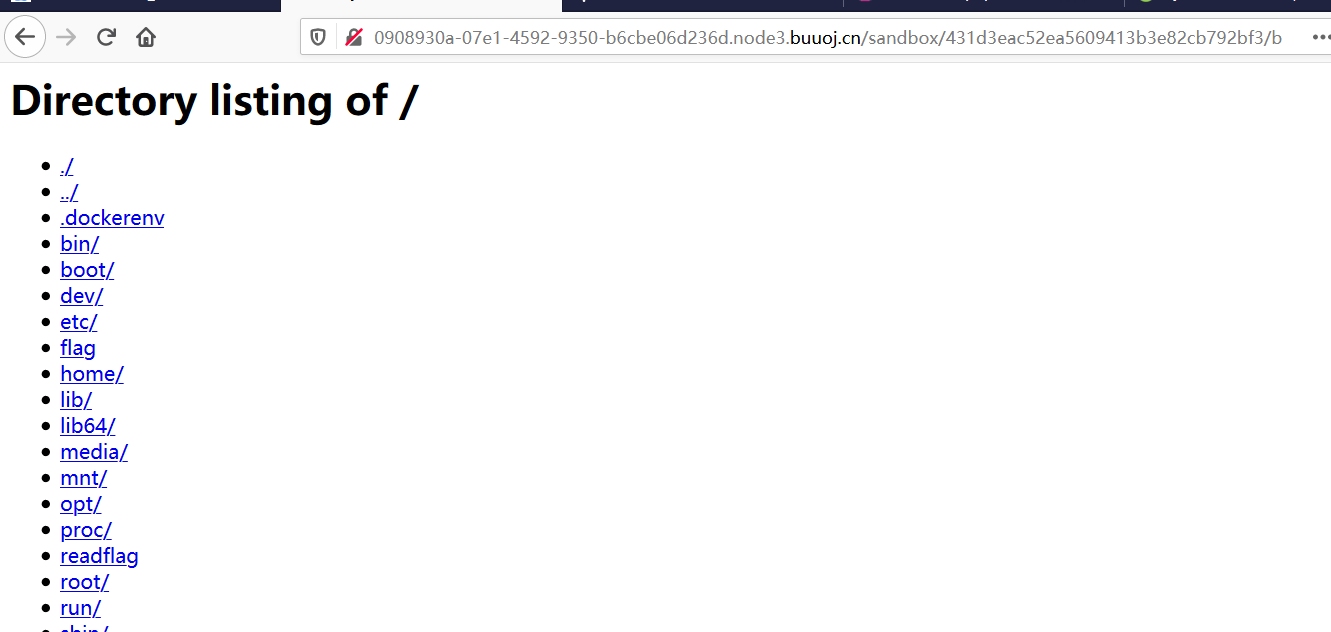 0908930a-07e1-4592-9350-b6cbe06d236d.node3.buuoj.cn/sandbox/431d3eac52ea5609413b3e82cb792bf3/b
Directory listing of /
./
../
.dockerenv
bin/
boot/
dev/
etc/
flag
home/
lib/
lib64/
media/
mnt/
opt/
proc/
readflag
root/
run/
sbin/